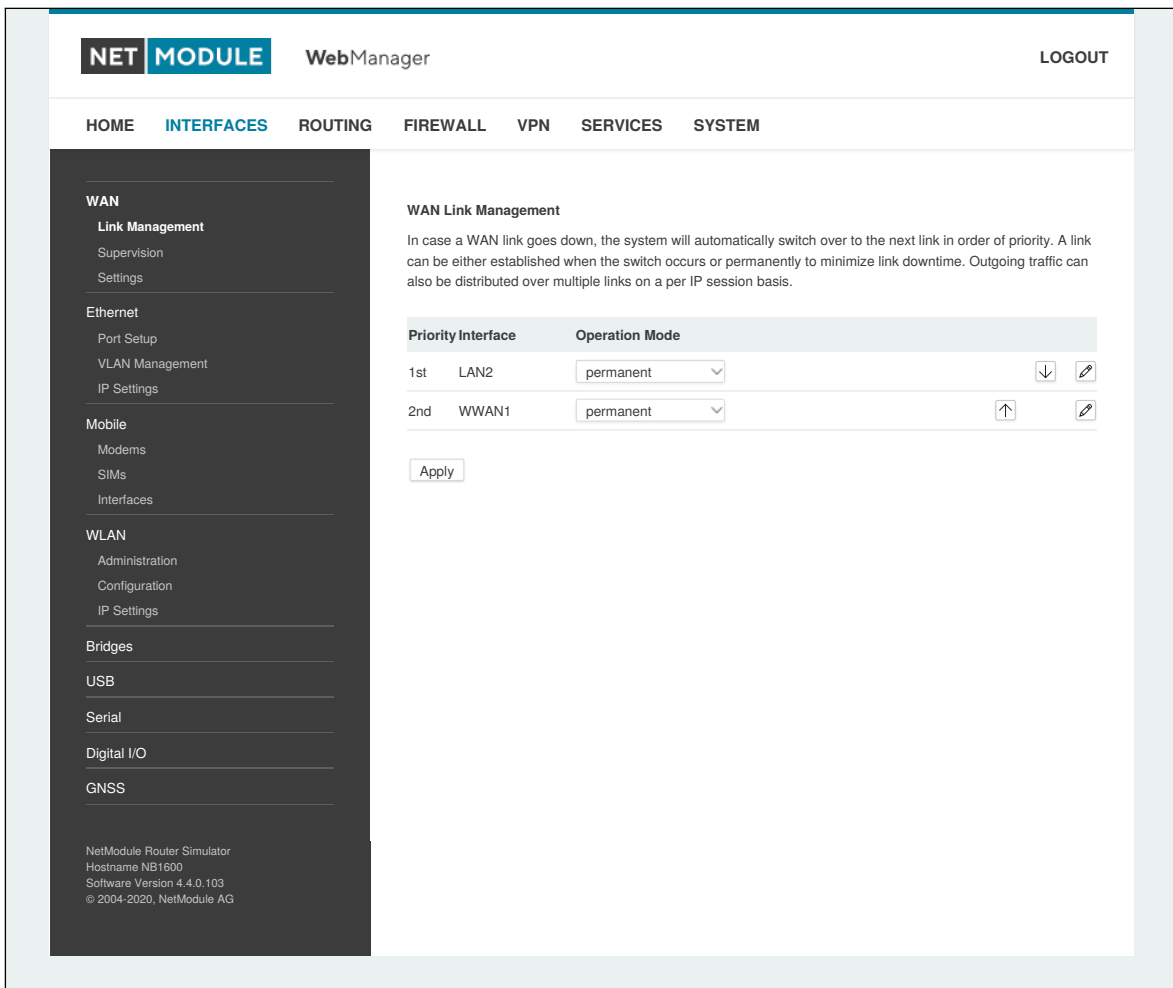 NET MODULE WebManager LOGOUT
HOME INTERFACES ROUTING FIREWALL VPN SERVICES SYSTEM
WAN
Link Management
Supervision
Settings
Ethernet
Port Setup
VLAN Management
IP Settings
Mobile
Modems
SIMs
Interfaces
WLAN
Administration
Configuration
IP Settings
Bridges
USB
Serial
Digital I/O
GNSS
NetModule Router Simulator
Hostname NB1600
Software Version 4.4.0.103
© 2004-2020, NetModule AG
WAN Link Management
In case a WAN link goes down, the system will automatically switch over to the next link in order of priority. A link
can be either established when the switch occurs or permanently to minimize link downtime. Outgoing traffic can
also be distributed over multiple links on a per IP session basis.
Priority Interface Operation Mode
1st LAN2 permanent
2nd WWAN1 permanent
Apply